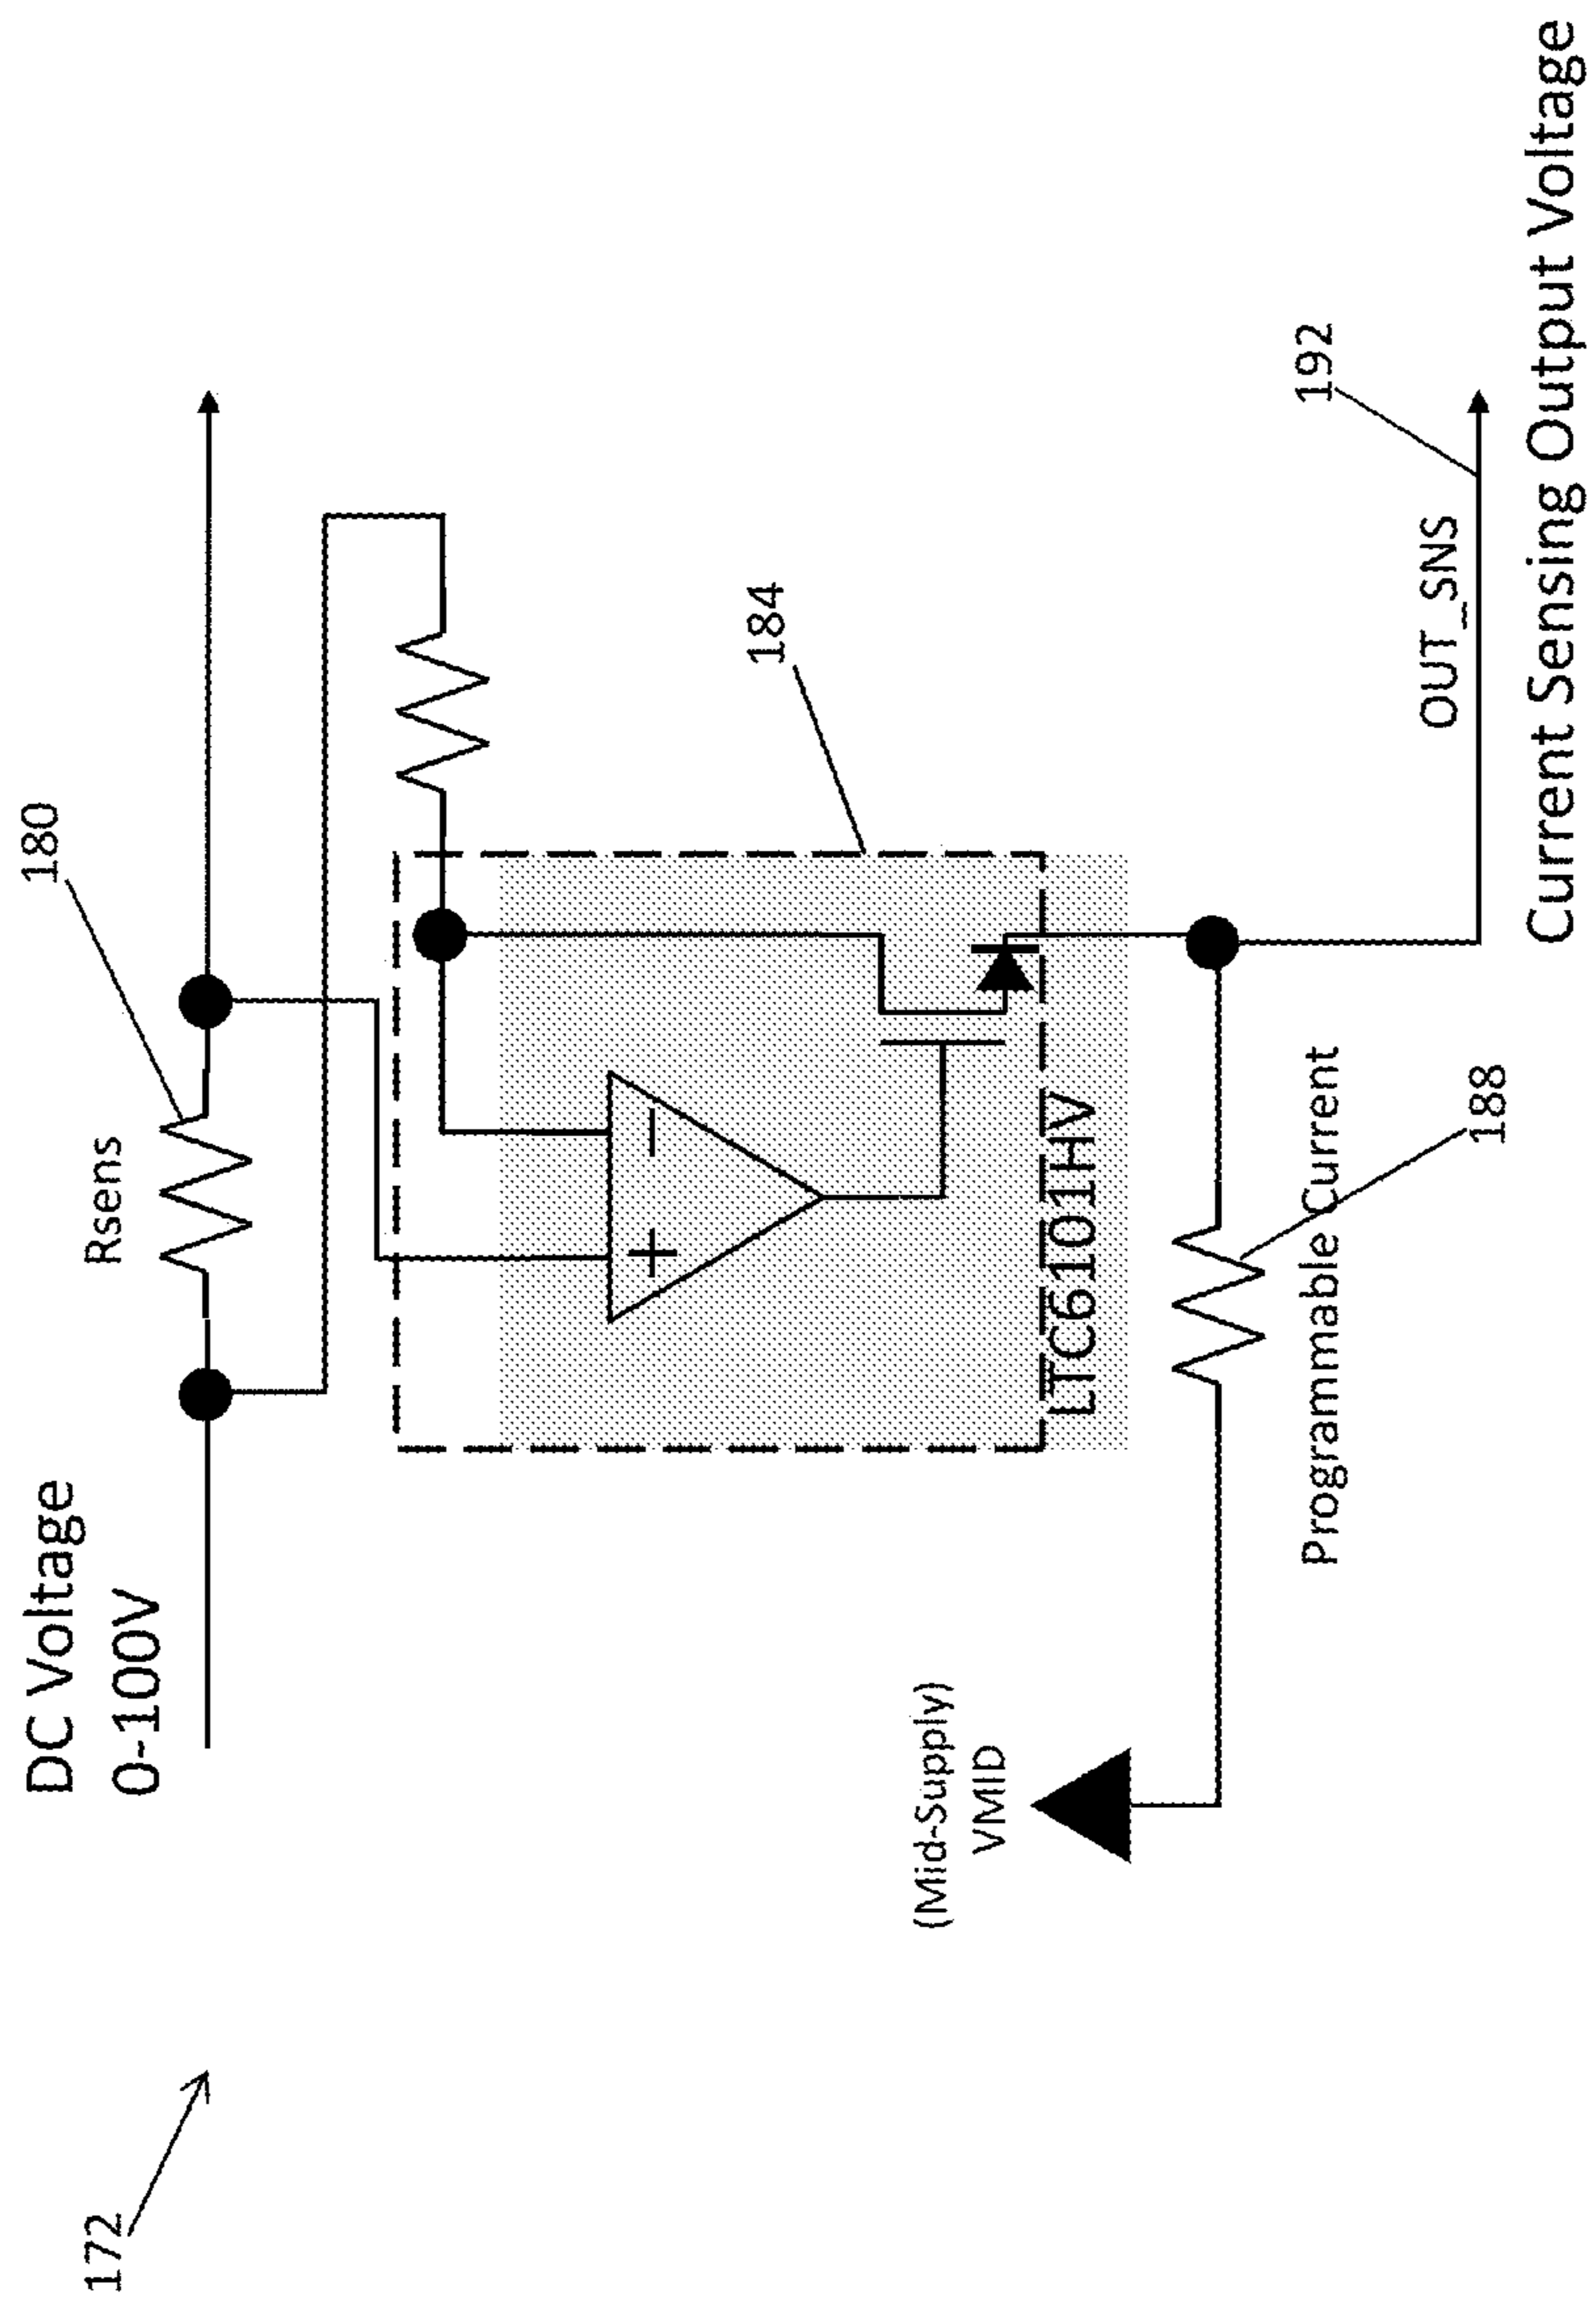 172
DC Voltage
0-100V
Rsens
180
184
+
−
LTC6101HV
(Mid-Supply)
VMID
Programmable Current
188
192
OUT_SNS
Current Sensing Output Voltage